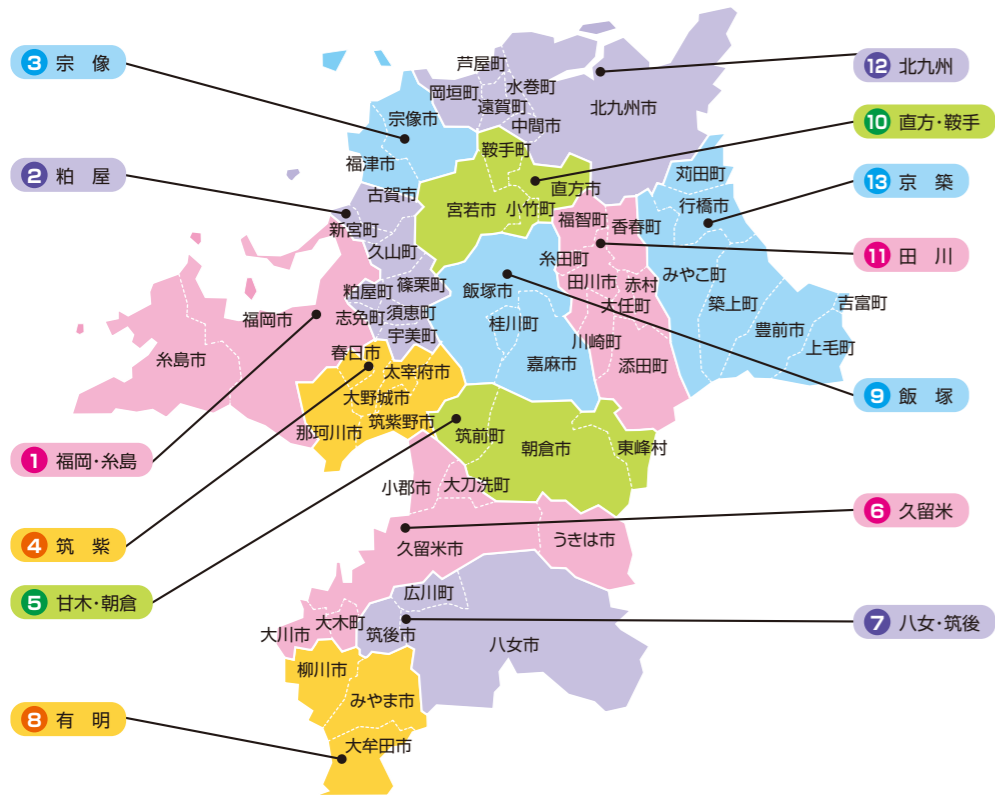 芦屋町
3 宗像
12 北九州
水巻町
岡垣町
遠賀町
北九州市
宗像市
中間市
10 直方・鞍手
鞍手町
福津市
2 粕屋
苅田町
13 京築
直方市
古賀市
宮若市
小竹町
行橋市
福智町
香春町
新宮町
久山町
11 田川
糸田町
みやこ町
田川市
赤村
篠栗町
粕屋町
飯塚市
大任町
築上町
吉富町
福岡市
志免町
須恵町
桂川町
豊前市
宇美町
川崎町
上毛町
糸島市
春日市
嘉麻市
添田町
太宰府市
大野城市
9 飯塚
筑紫野市
那珂川市
筑前町
朝倉市
東峰村
1 福岡・糸島
大刀洗町
小郡市
6 久留米
4 筑紫
久留米市
うきは市
広川町
5 甘木・朝倉
大木町
7 八女・筑後
大川市
筑後市
八女市
柳川市
みやま市
8 有明
大牟田市